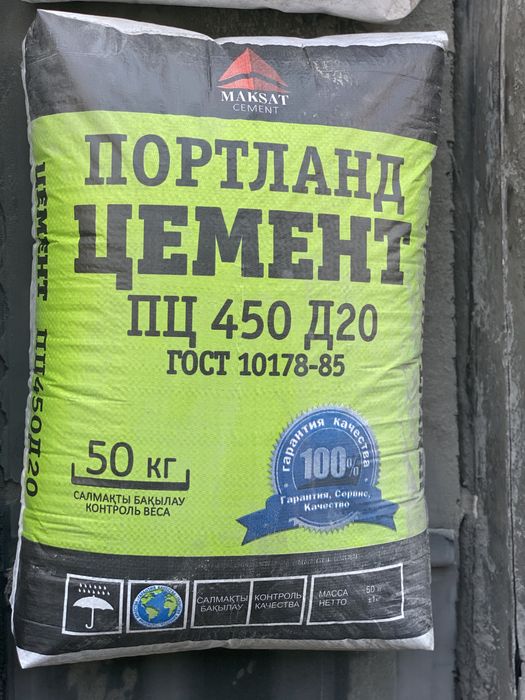 MAKSAT
CEMENT
ПОРТЛАНД
ЦЕМЕНТ
ПЦ 450 Д20
ГОСТ 10178-85
ЦЕМЕНТ ПЦ450Д20
50 кг
САЛМАҚТЫ БАҚЫЛАУ
КОНТРОЛЬ ВЕСА
гарантия качества
100%
Гарантия, Сервис,
Качество
САЛМАҚТЫ
БАҚЫЛАУ
КОНТРОЛЬ
КАЧЕСТВА
МАССА
НЕТТО
50